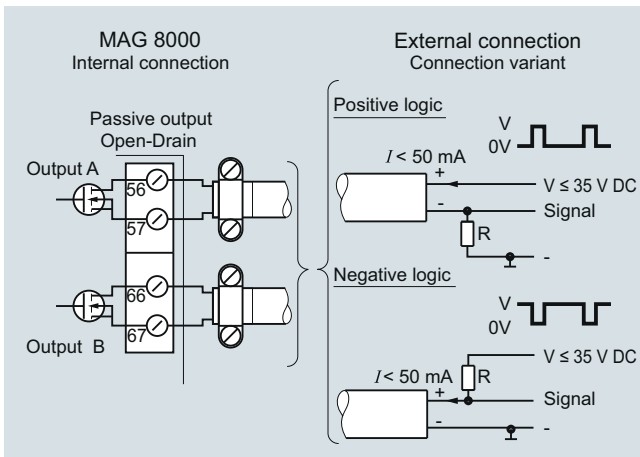 MAG 8000
Internal connection
Passive output
Open-Drain
Output A
56
57
66
67
Output B
External connection
Connection variant
Positive logic
V
0V
I < 50 mA
+
V ≤ 35 V DC
-
Signal
R
-
Negative logic
V
0V
V ≤ 35 V DC
I < 50 mA
R
+
Signal
-
-